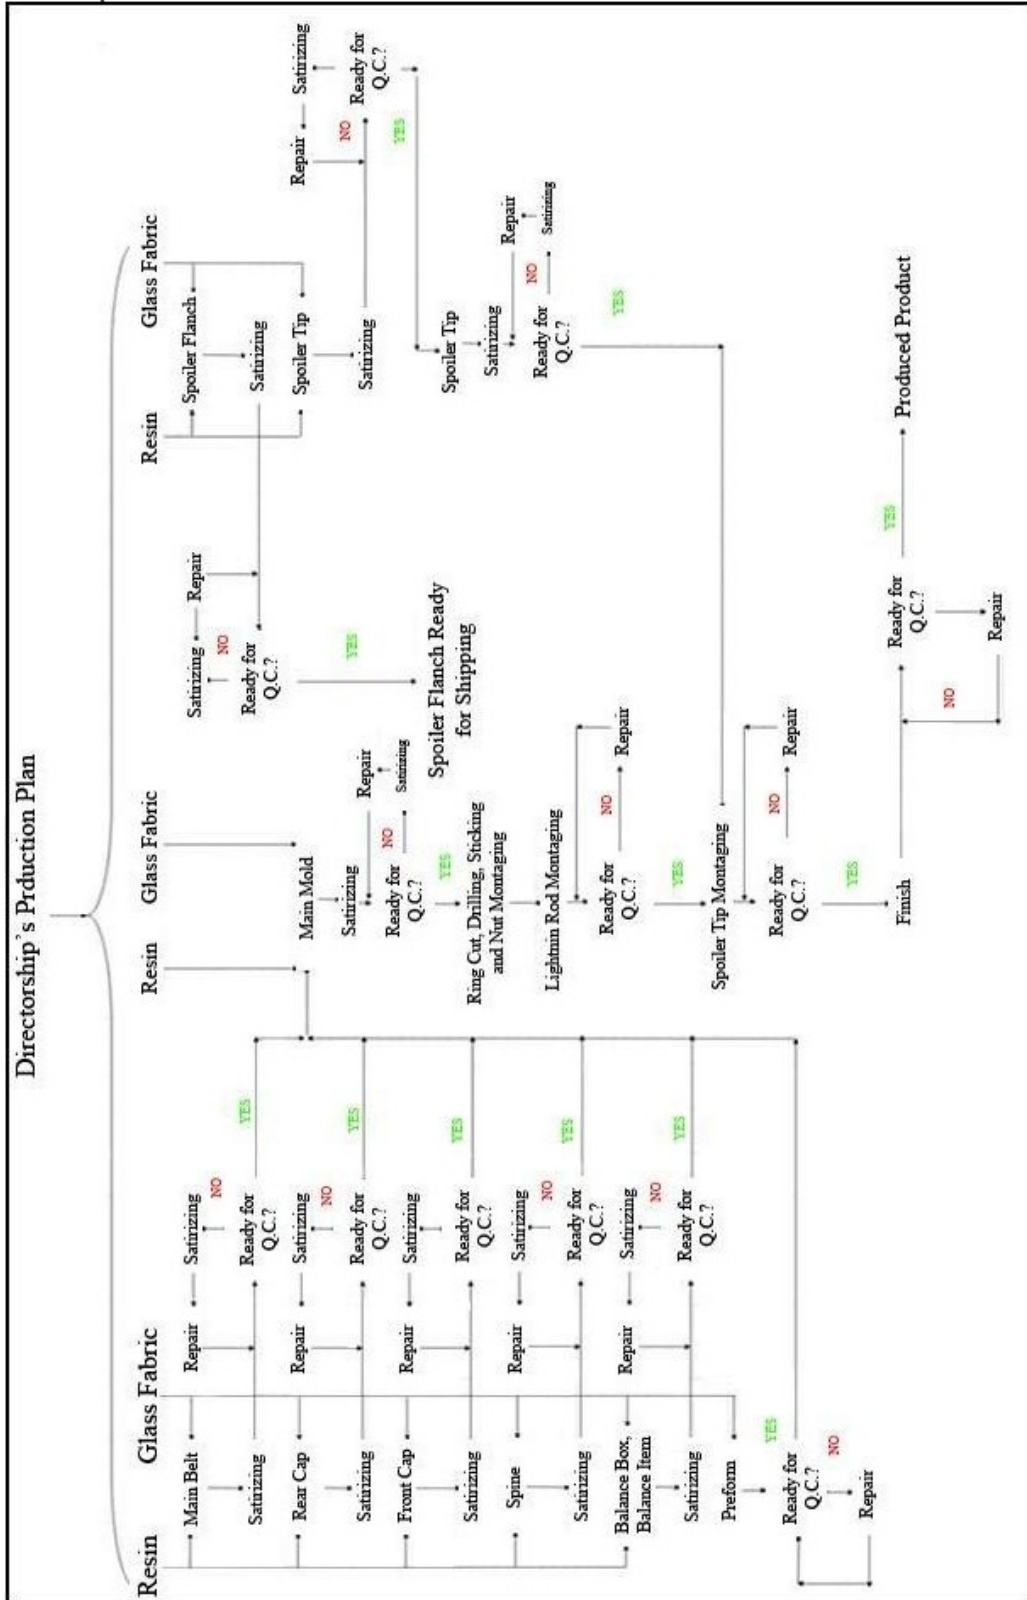 Directorship's Prduction Plan
Resin
Glass Fabric
Main Belt
Repair
Satirizing
NO
Satirizing
Ready for
Q.C.?
YES
Rear Cap
Repair
Satirizing
NO
Satirizing
Ready for
Q.C.?
YES
Front Cap
Repair
Satirizing
Satirizing
Ready for
Q.C.?
YES
Spine
Repair
Satirizing
NO
Satirizing
Ready for
Q.C.?
YES
Balance Box,
Balance Item
Repair
Satirizing
NO
Satirizing
Ready for
Q.C.?
YES
Preform
YES
Ready for
Q.C.?
NO
Repair
Resin
Glass Fabric
Main Mold
Satirizing
Repair
Ready for
Q.C.?
NO
Satirizing
YES
Ring Cut, Drilling, Sticking
and Nut Montaging
Lightnin Rod Montaging
Ready for
Q.C.?
NO
Repair
YES
Spoiler Tip Montaging
Ready for
Q.C.?
NO
Repair
YES
Finish
Ready for
Q.C.?
YES
Produced Product
NO
Repair
Satirizing
Repair
NO
Ready for
Q.C.?
YES
Spoiler Flanch Ready
for Shipping
Resin
Glass Fabric
Spoiler Flanch
Satirizing
Spoiler Tip
Satirizing
Repair
Satirizing
NO
Ready for
Q.C.?
YES
Spoiler Tip
Satirizing
Repair
NO
Ready for
Q.C.?
Satirizing
YES